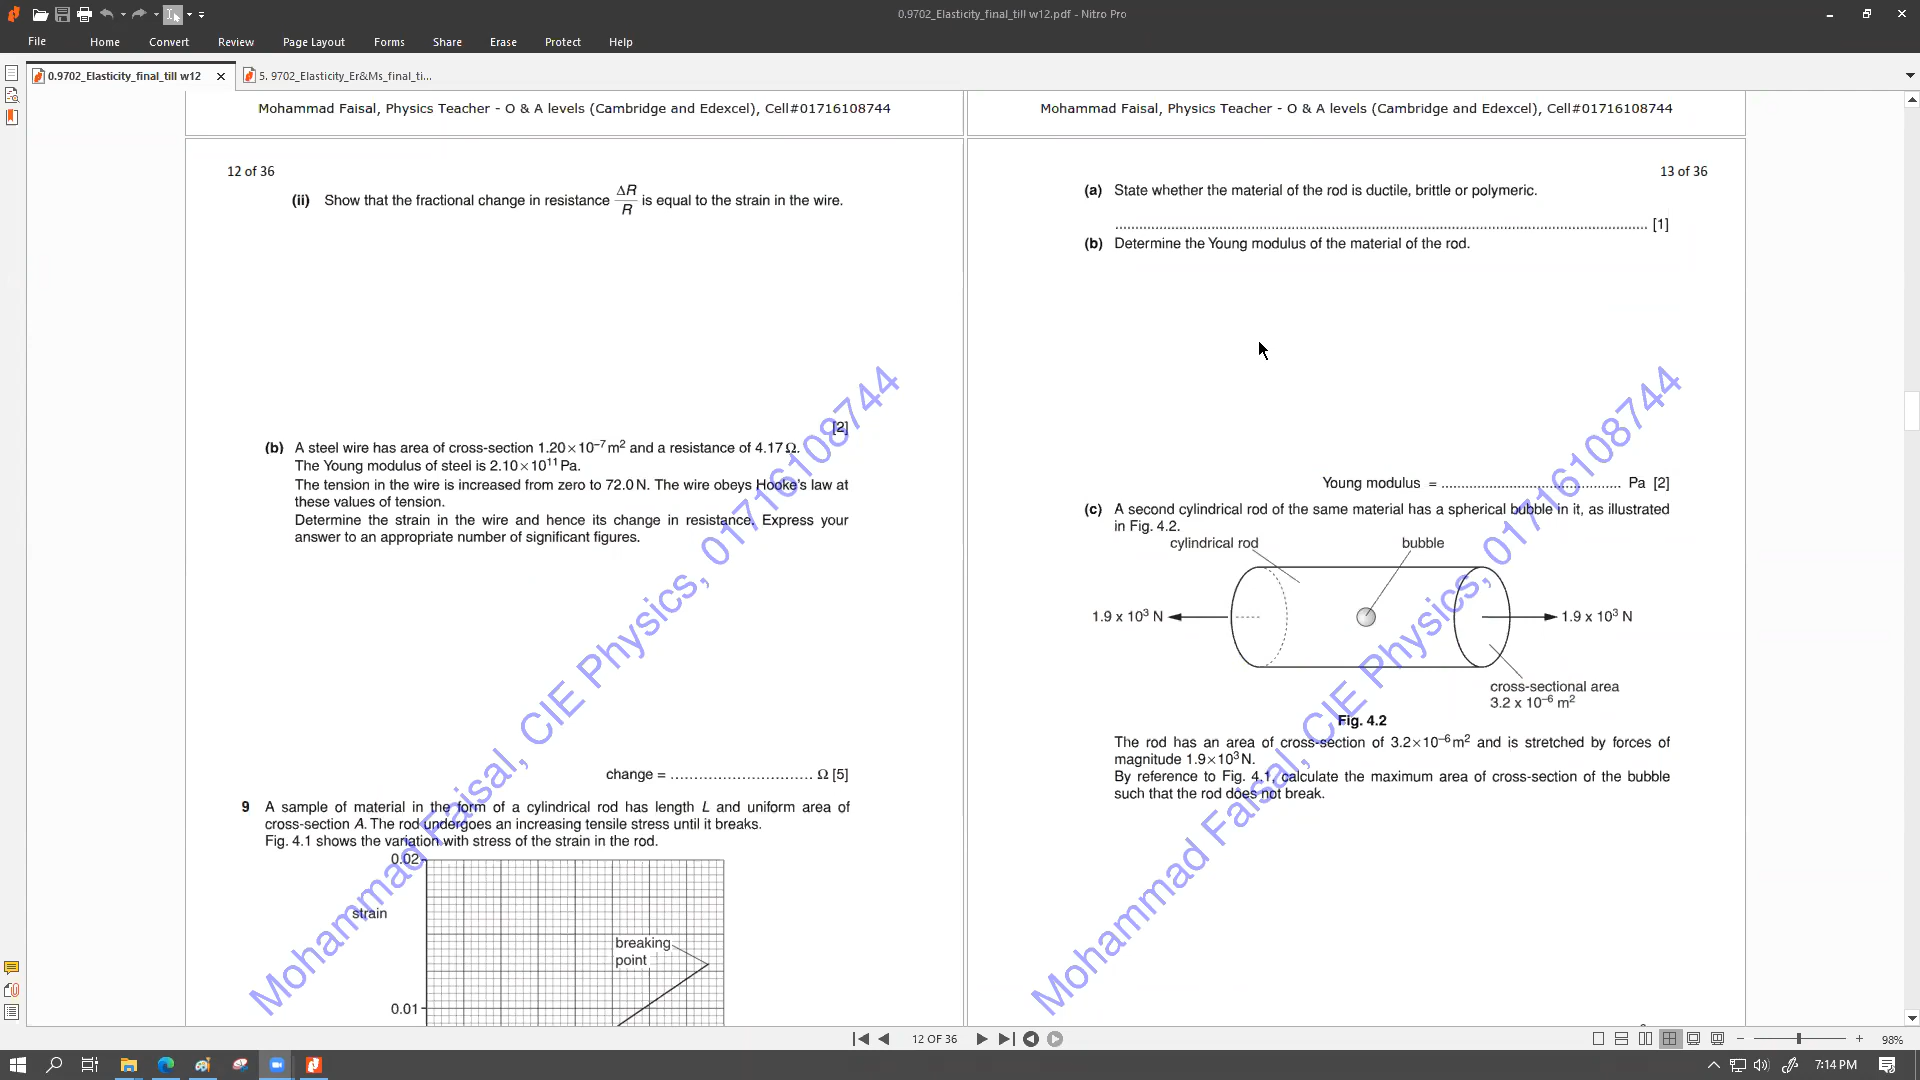 0.9702_Elasticity_final_till w12.pdf - Nitro Pro
File Home Convert Review Page Layout Forms Share Erase Protect Help
0.9702_Elasticity_final_till w12
5. 9702_Elasticity_Er&Ms_final_ti...
Mohammad Faisal, Physics Teacher - O & A levels (Cambridge and Edexcel), Cell#01716108744
12 of 36
(ii) Show that the fractional change in resistance ΔR/R is equal to the strain in the wire.
[2]
(b) A steel wire has area of cross-section 1.20×10⁻⁷m² and a resistance of 4.17Ω.
The Young modulus of steel is 2.10×10¹¹Pa.
The tension in the wire is increased from zero to 72.0N. The wire obeys Hooke's law at
these values of tension.
Determine the strain in the wire and hence its change in resistance. Express your
answer to an appropriate number of significant figures.
change = .............................. Ω [5]
9 A sample of material in the form of a cylindrical rod has length L and uniform area of
cross-section A. The rod undergoes an increasing tensile stress until it breaks.
Fig. 4.1 shows the variation with stress of the strain in the rod.
0.02
strain
breaking
point
0.01
Mohammad Faisal, CIE Physics, 01716108744
Mohammad Faisal, Physics Teacher - O & A levels (Cambridge and Edexcel), Cell#01716108744
13 of 36
(a) State whether the material of the rod is ductile, brittle or polymeric.
.................................................................................................................................... [1]
(b) Determine the Young modulus of the material of the rod.
Young modulus = ............................................. Pa [2]
(c) A second cylindrical rod of the same material has a spherical bubble in it, as illustrated
in Fig. 4.2.
cylindrical rod
bubble
1.9 x 10³ N
1.9 x 10³ N
cross-sectional area
3.2 x 10⁻⁶ m²
Fig. 4.2
The rod has an area of cross-section of 3.2×10⁻⁶m² and is stretched by forces of
magnitude 1.9×10³N.
By reference to Fig. 4.1, calculate the maximum area of cross-section of the bubble
such that the rod does not break.
Mohammad Faisal, CIE Physics, 01716108744
12 OF 36
98%
7:14 PM